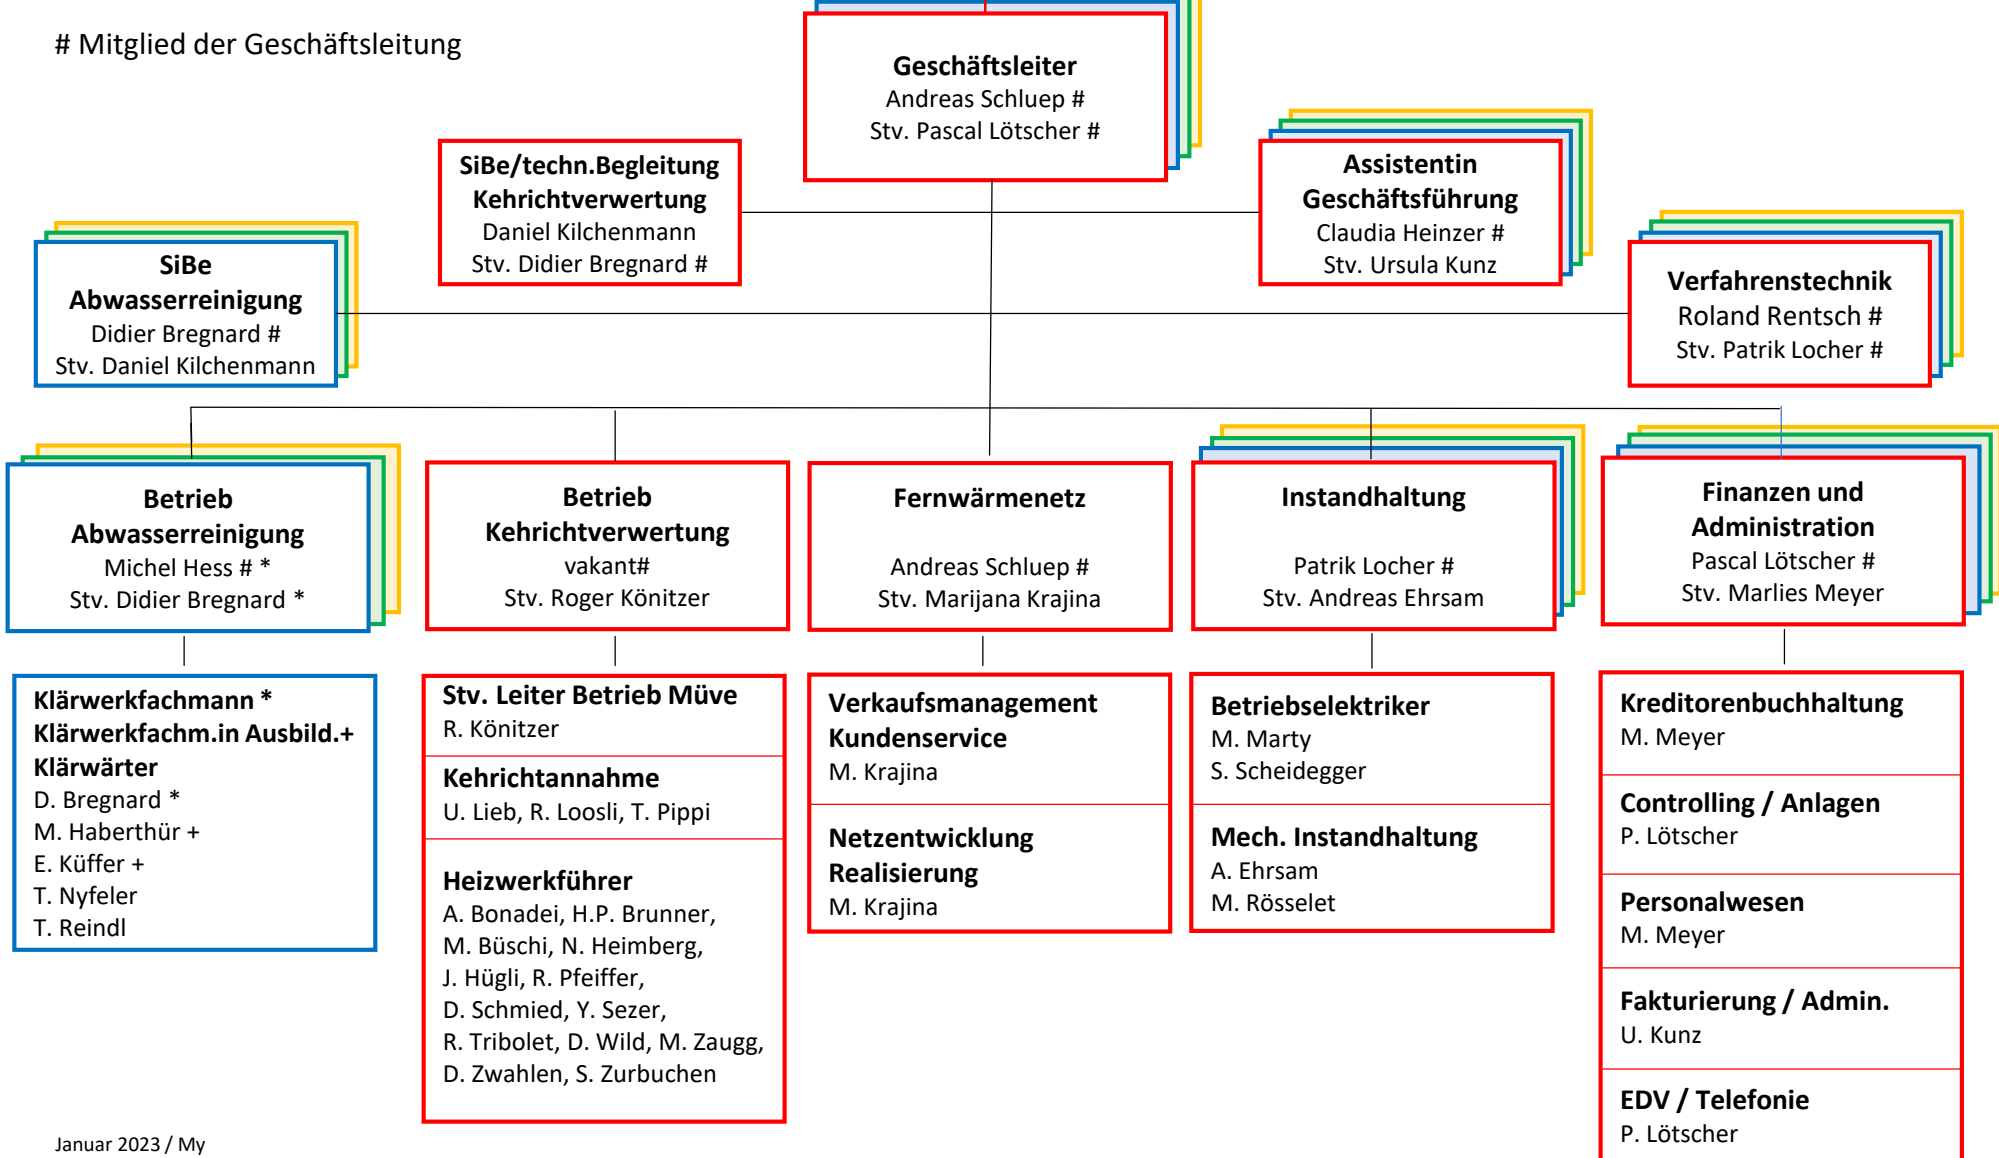 # Mitglied der Geschäftsleitung
Geschäftsleiter
Andreas Schluep #
Stv. Pascal Lötscher #
SiBe/techn.Begleitung
Kehrichtverwertung
Daniel Kilchenmann
Stv. Didier Bregnard #
Assistentin
Geschäftsführung
Claudia Heinzer #
Stv. Ursula Kunz
SiBe
Abwasserreinigung
Didier Bregnard #
Stv. Daniel Kilchenmann
Verfahrenstechnik
Roland Rentsch #
Stv. Patrik Locher #
Betrieb
Abwasserreinigung
Michel Hess # *
Stv. Didier Bregnard *
Betrieb
Kehrichtverwertung
vakant#
Stv. Roger Könitzer
Fernwärmenetz
Andreas Schluep #
Stv. Marijana Krajina
Instandhaltung
Patrik Locher #
Stv. Andreas Ehrsam
Finanzen und
Administration
Pascal Lötscher #
Stv. Marlies Meyer
Klärwerkfachmann *
Klärwerkfachm.in Ausbild.+
Klärwärter
D. Bregnard *
M. Haberthür +
E. Küffer +
T. Nyfeler
T. Reindl
Stv. Leiter Betrieb Müve
R. Könitzer
Kehrichtannahme
U. Lieb, R. Loosli, T. Pippi
Heizwerkführer
A. Bonadei, H.P. Brunner,
M. Büschi, N. Heimberg,
J. Hügli, R. Pfeiffer,
D. Schmied, Y. Sezer,
R. Tribolet, D. Wild, M. Zaugg,
D. Zwahlen, S. Zurbuchen
Verkaufsmanagement
Kundenservice
M. Krajina
Netzentwicklung
Realisierung
M. Krajina
Betriebselektriker
M. Marty
S. Scheidegger
Mech. Instandhaltung
A. Ehrsam
M. Rösselet
Kreditorenbuchhaltung
M. Meyer
Controlling / Anlagen
P. Lötscher
Personalwesen
M. Meyer
Fakturierung / Admin.
U. Kunz
EDV / Telefonie
P. Lötscher
Januar 2023 / My